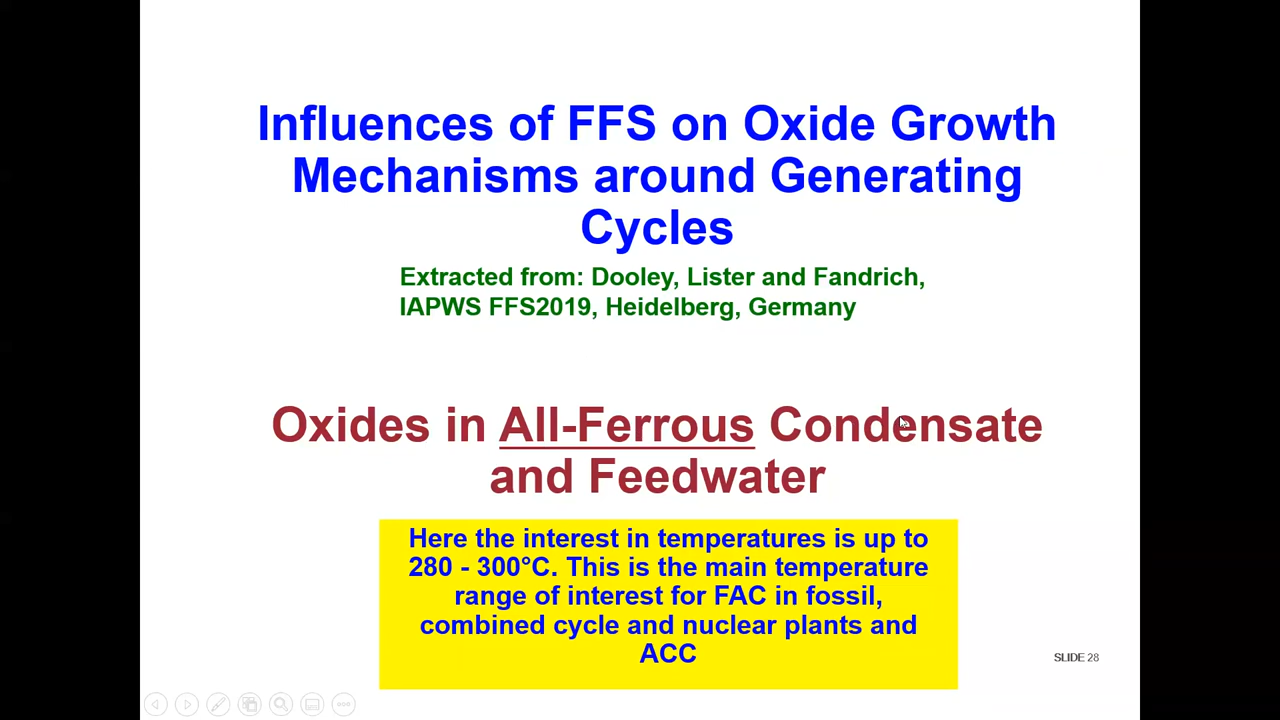 Influences of FFS on Oxide Growth
Mechanisms around Generating
Cycles
Extracted from: Dooley, Lister and Fandrich,
IAPWS FFS2019, Heidelberg, Germany
Oxides in All-Ferrous Condensate
and Feedwater
Here the interest in temperatures is up to
280 - 300°C. This is the main temperature
range of interest for FAC in fossil,
combined cycle and nuclear plants and
ACC
SLIDE 28